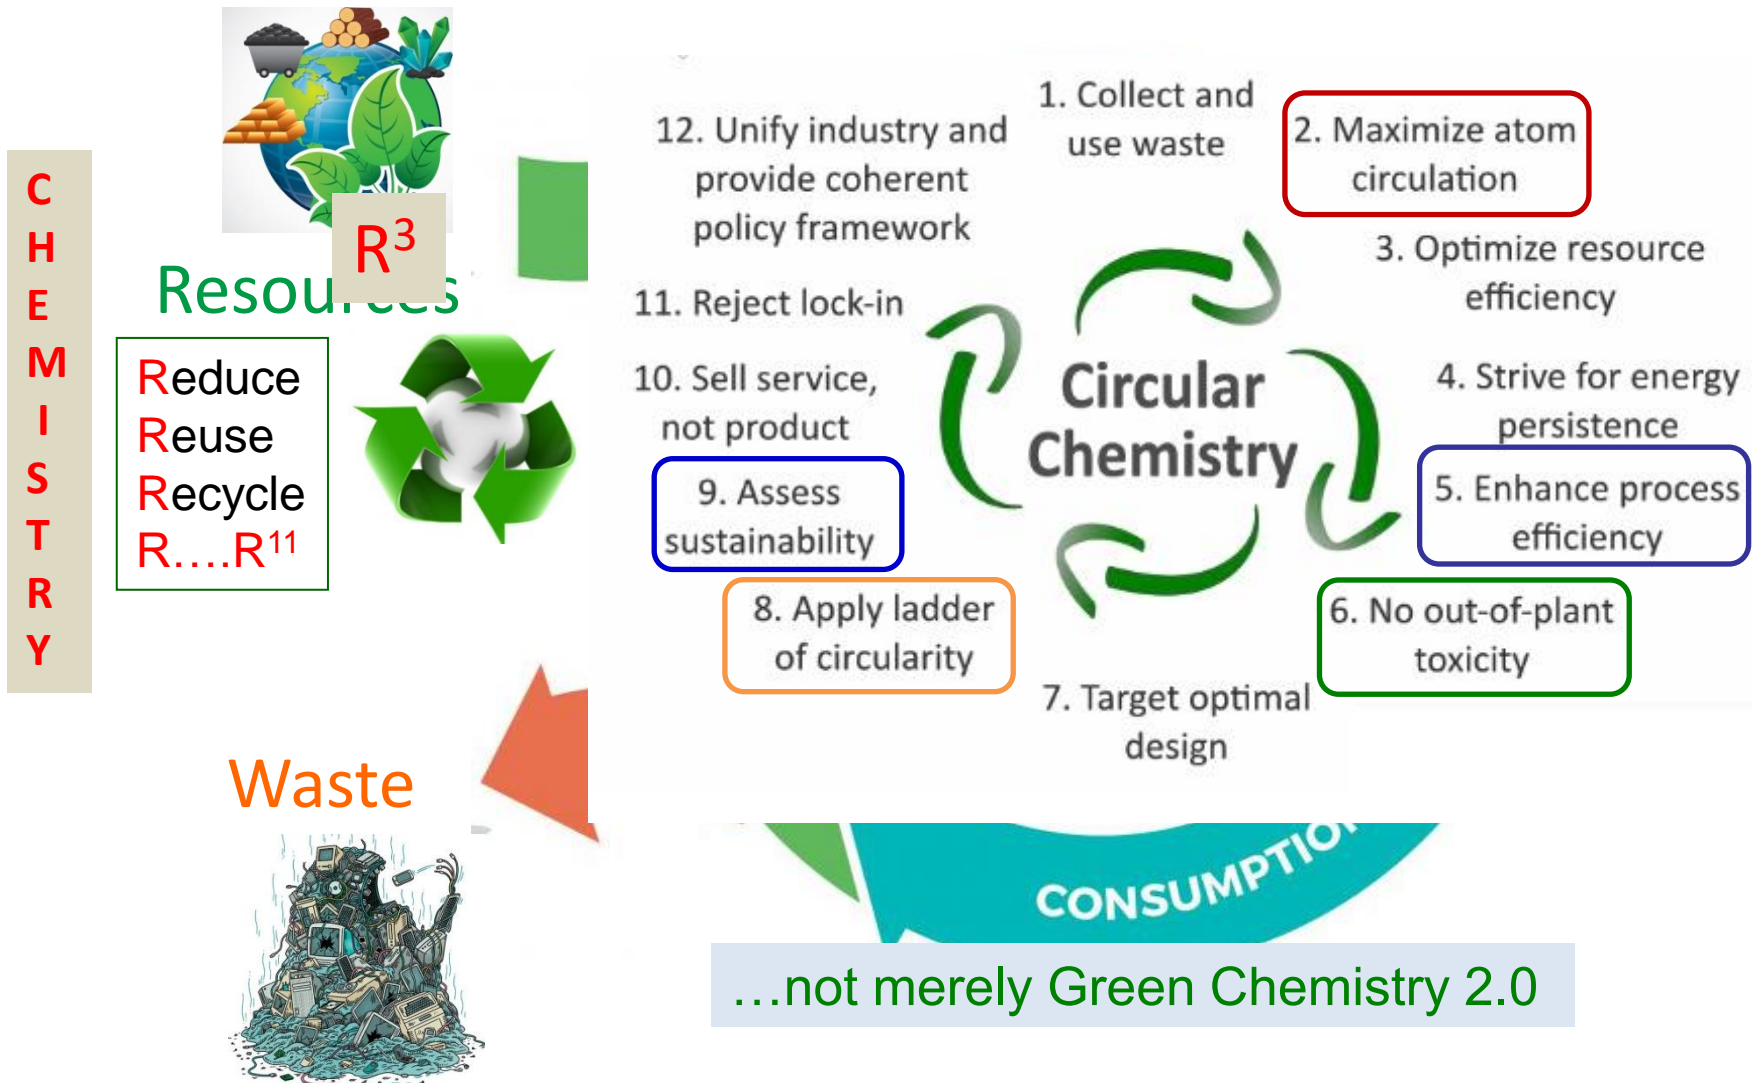 C
H
E
M
I
S
T
R
Y
R³
Resources
Reduce
Reuse
Recycle
R....R¹¹
Waste
1. Collect and
use waste
2. Maximize atom
circulation
3. Optimize resource
efficiency
4. Strive for energy
persistence
5. Enhance process
efficiency
6. No out-of-plant
toxicity
7. Target optimal
design
8. Apply ladder
of circularity
9. Assess
sustainability
10. Sell service,
not product
11. Reject lock-in
12. Unify industry and
provide coherent
policy framework
Circular
Chemistry
CONSUMPTION
...not merely Green Chemistry 2.0